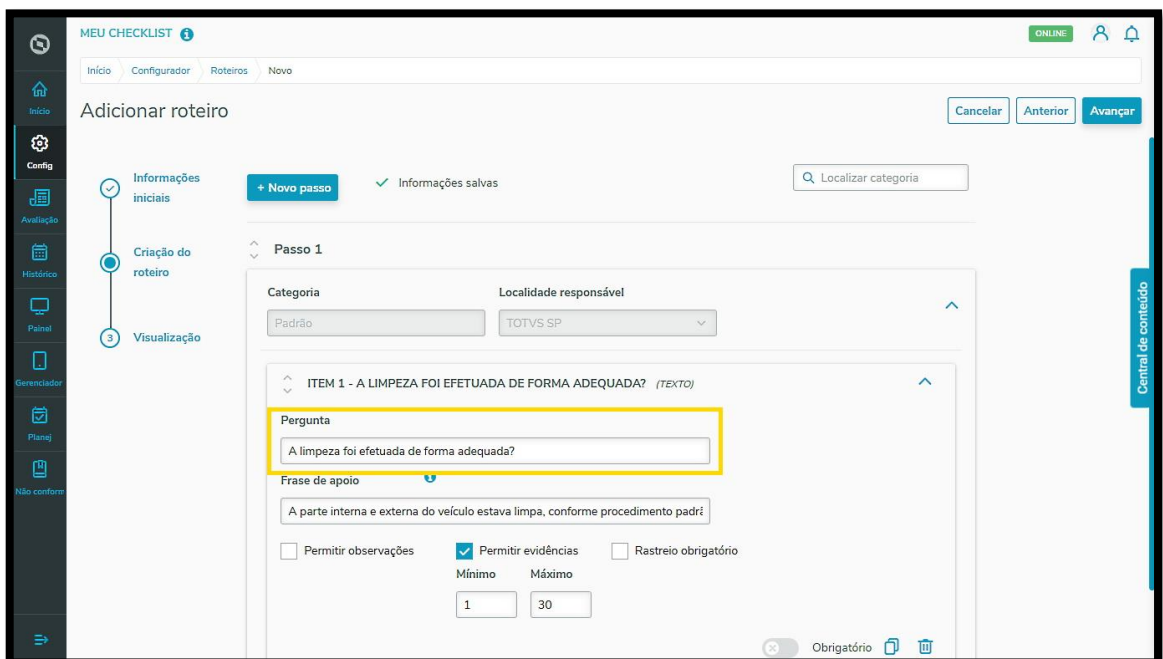 MEU CHECKLIST
ONLINE
Início Configurador Roteiros Novo
Adicionar roteiro
Cancelar Anterior Avançar
Início
Config
Avaliação
Histórico
Painel
Gerenciador
Planej
Não conform
Informações
iniciais
Criação do
roteiro
3 Visualização
+ Novo passo
Informações salvas
Localizar categoria
Passo 1
Categoria Localidade responsável
Padrão TOTVS SP
ITEM 1 - A LIMPEZA FOI EFETUADA DE FORMA ADEQUADA? (TEXTO)
Pergunta
A limpeza foi efetuada de forma adequada?
Frase de apoio
A parte interna e externa do veículo estava limpa, conforme procedimento padrã
Permitir observações Permitir evidências Rastreio obrigatório
Mínimo Máximo
1 30
Obrigatório
Central de conteúdo